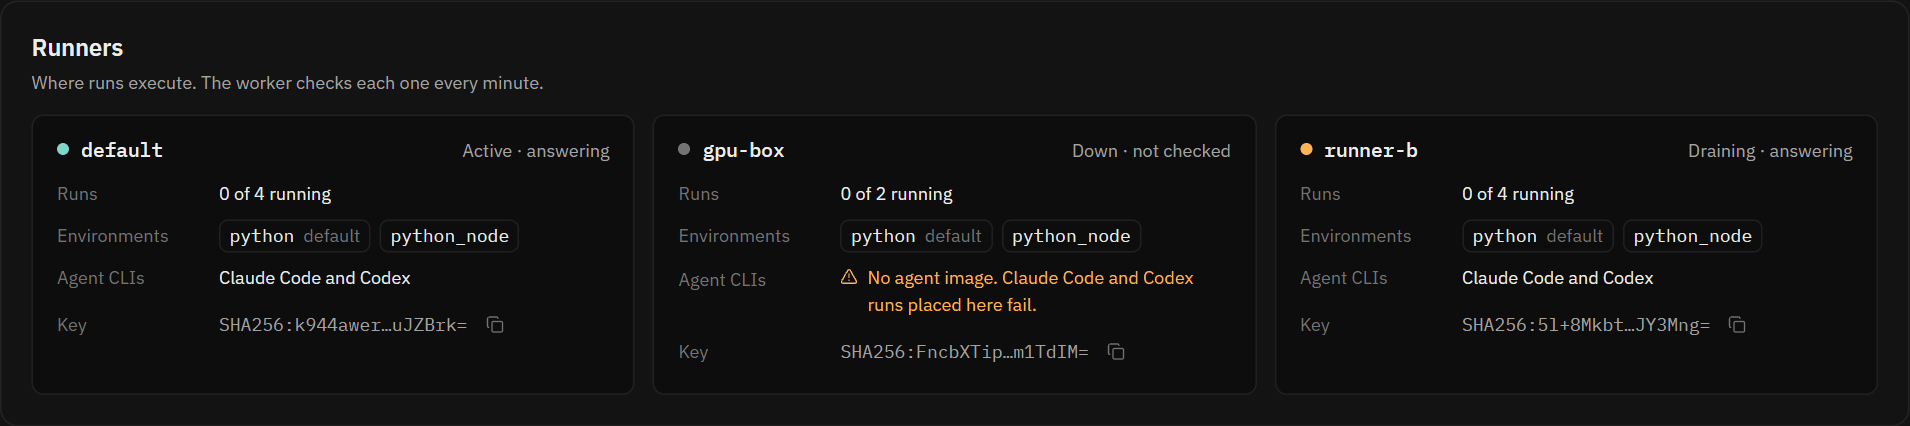 Runners
Where runs execute. The worker checks each one every minute.
default
Active · answering
Runs
0 of 4 running
Environments
python default
python_node
Agent CLIs
Claude Code and Codex
Key
SHA256:k944awer…uJZBrk=
gpu-box
Down · not checked
Runs
0 of 2 running
Environments
python default
python_node
Agent CLIs
No agent image. Claude Code and Codex
runs placed here fail.
Key
SHA256:FncbXTip…m1TdIM=
runner-b
Draining · answering
Runs
0 of 4 running
Environments
python default
python_node
Agent CLIs
Claude Code and Codex
Key
SHA256:5l+8Mkbt…JY3Mng=